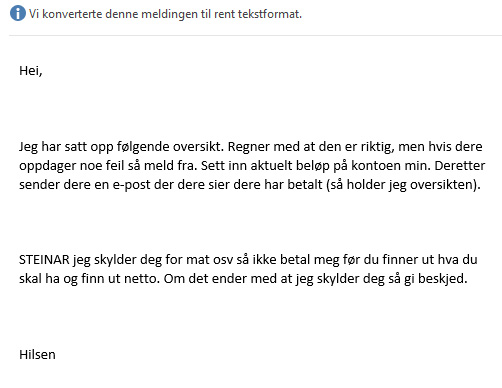 Vi konverterte denne meldingen til rent tekstformat.
Hei,
Jeg har satt opp følgende oversikt. Regner med at den er riktig, men hvis dere
oppdager noe feil så meld fra. Sett inn aktuelt beløp på kontoen min. Deretter
sender dere en e-post der dere sier dere har betalt (så holder jeg oversikten).
STEINAR jeg skylder deg for mat osv så ikke betal meg før du finner ut hva du
skal ha og finn ut netto. Om det ender med at jeg skylder deg så gi beskjed.
Hilsen